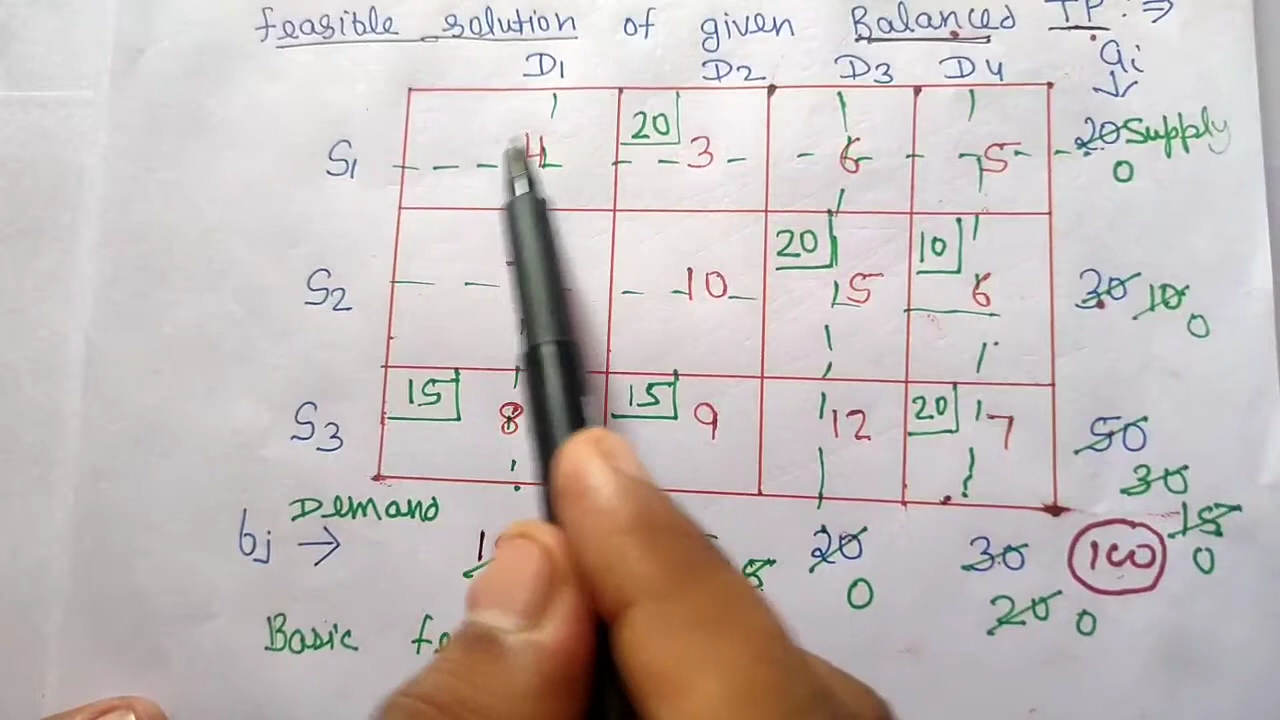 feasible solution of given Balanced TP: ⇒
D1 D2 D3 D4 ai
↓
S1 4 20 3 6 5 20 Supply
0
S2 10 20 5 10 6 30 10 0
S3 15 8 15 9 12 20 7 50
30
Demand 15
bj → 20 30 100 0
0 20 0
Basic